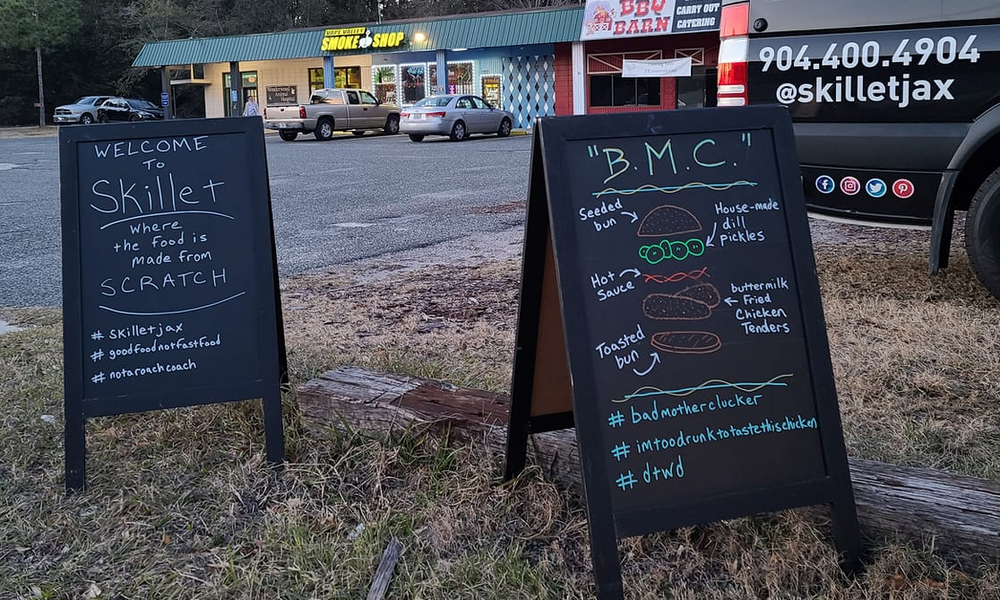 VAPE VALLEY
SMOKE SHOP
BBQ
BARN
CARRY OUT
CATERING
904.400.4904
@skilletjax
WELCOME
To
Skillet
where
the food is
made from
SCRATCH
# skilletjax
# goodfoodnotfastfood
# notaroachcoach
"B.M.C."
Seeded
bun
House-made
dill
pickles
Hot
Sauce
buttermilk
Fried
Chicken
Tenders
Toasted
bun
# badmotherclucker
# imtoodrunktotastethischicken
# dtwd